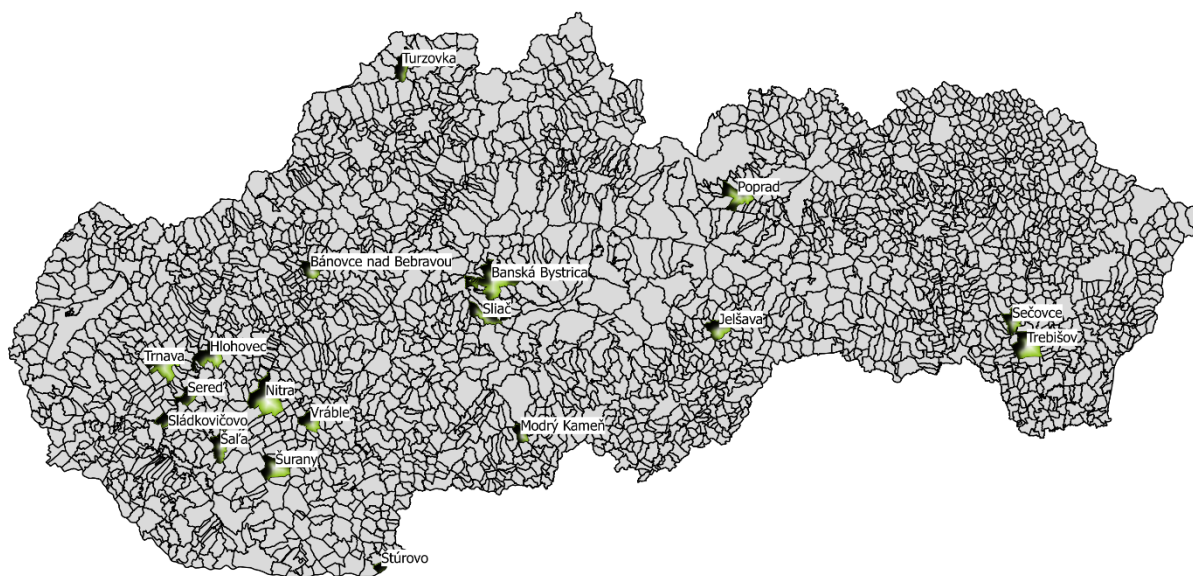 Turzovka
Poprad
Bánovce nad Bebravou
Banská Bystrica
Sliač
Sečovce
Jelšava
Trebišov
Hlohovec
Trnava
Sereď
Nitra
Vráble
Sládkovičovo
Modrý Kameň
Šaľa
Šurany
Štúrovo